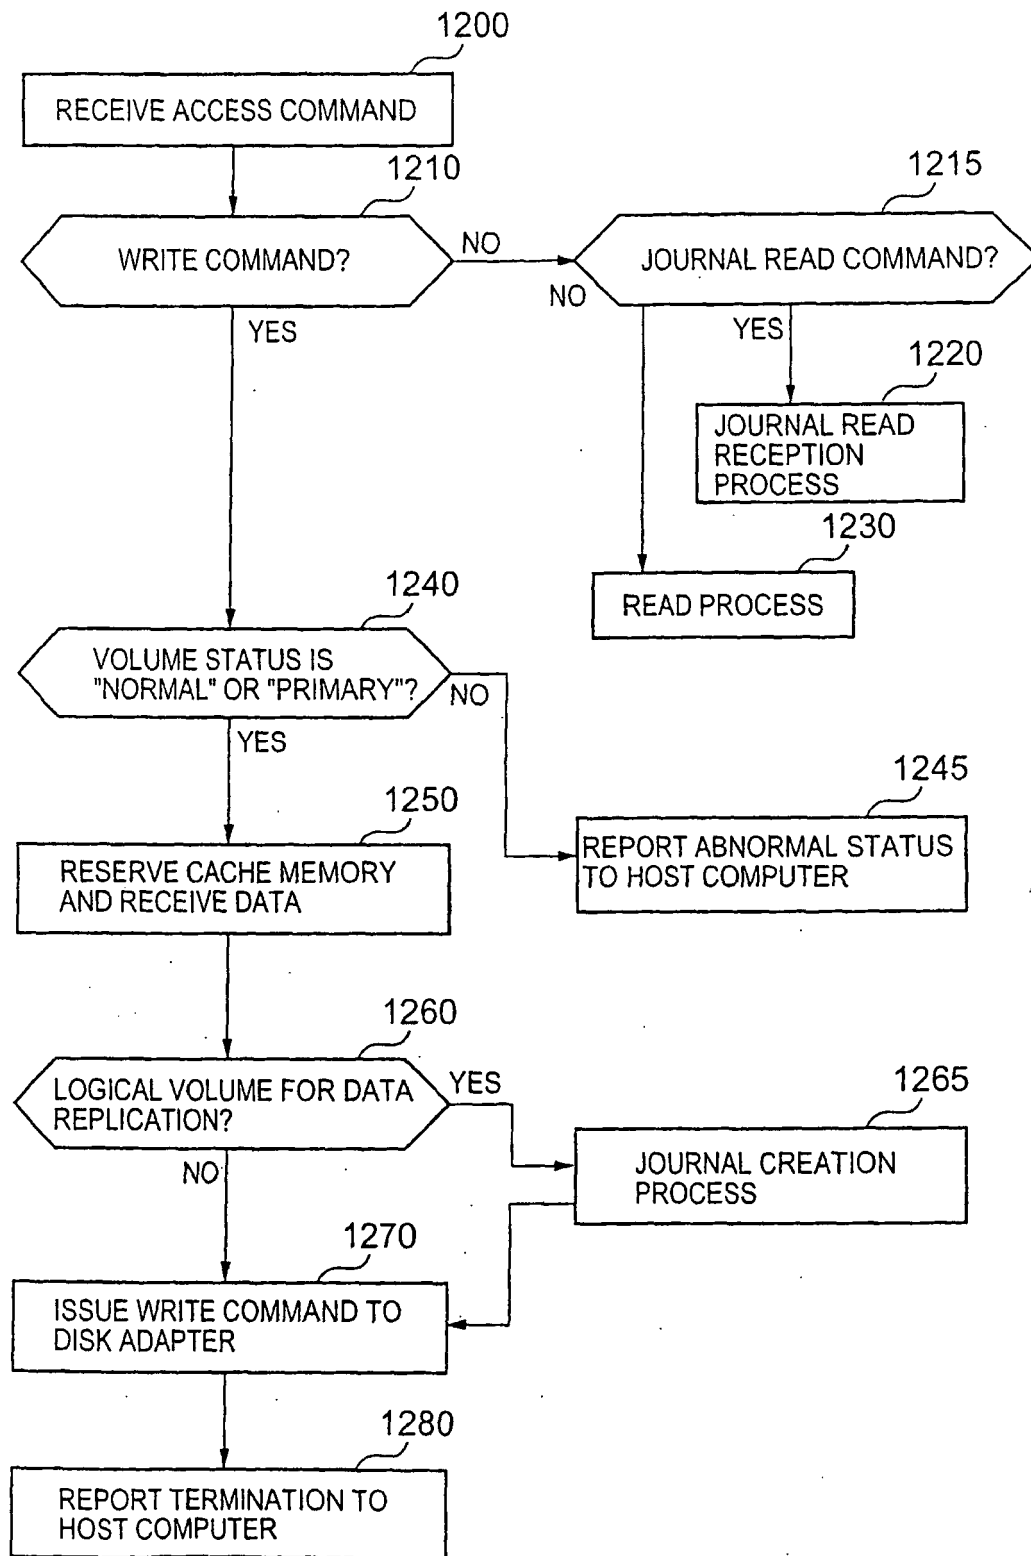 1200
RECEIVE ACCESS COMMAND
1210
WRITE COMMAND?
NO
1215
JOURNAL READ COMMAND?
NO
YES
YES
1220
JOURNAL READ
RECEPTION
PROCESS
1230
READ PROCESS
1240
VOLUME STATUS IS
"NORMAL" OR "PRIMARY"?
NO
YES
1245
REPORT ABNORMAL STATUS
TO HOST COMPUTER
1250
RESERVE CACHE MEMORY
AND RECEIVE DATA
1260
LOGICAL VOLUME FOR DATA
REPLICATION?
YES
NO
1265
JOURNAL CREATION
PROCESS
1270
ISSUE WRITE COMMAND TO
DISK ADAPTER
1280
REPORT TERMINATION TO
HOST COMPUTER